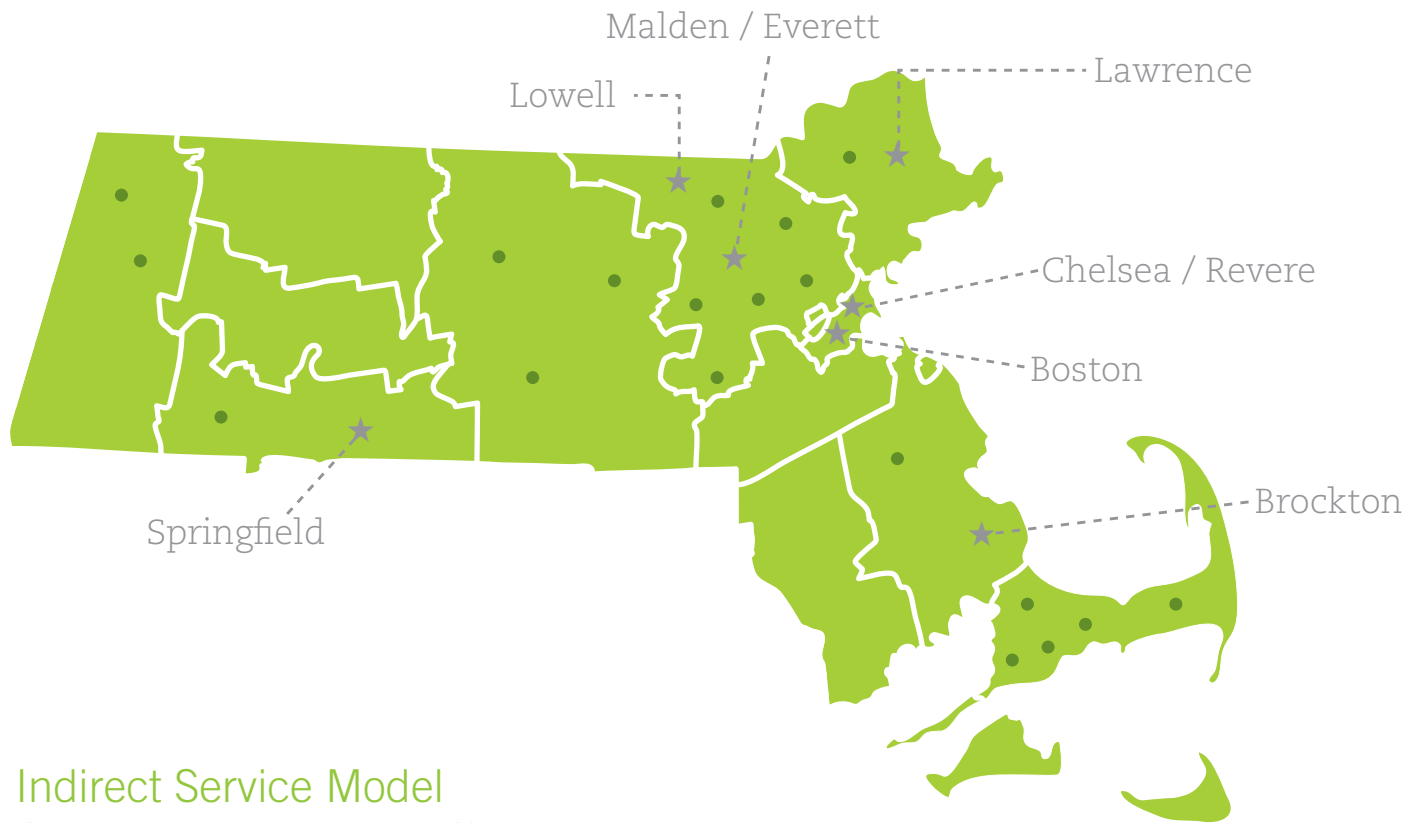 Malden / Everett
Lawrence
Lowell
Chelsea / Revere
Boston
Brockton
Springfield
Indirect Service Model